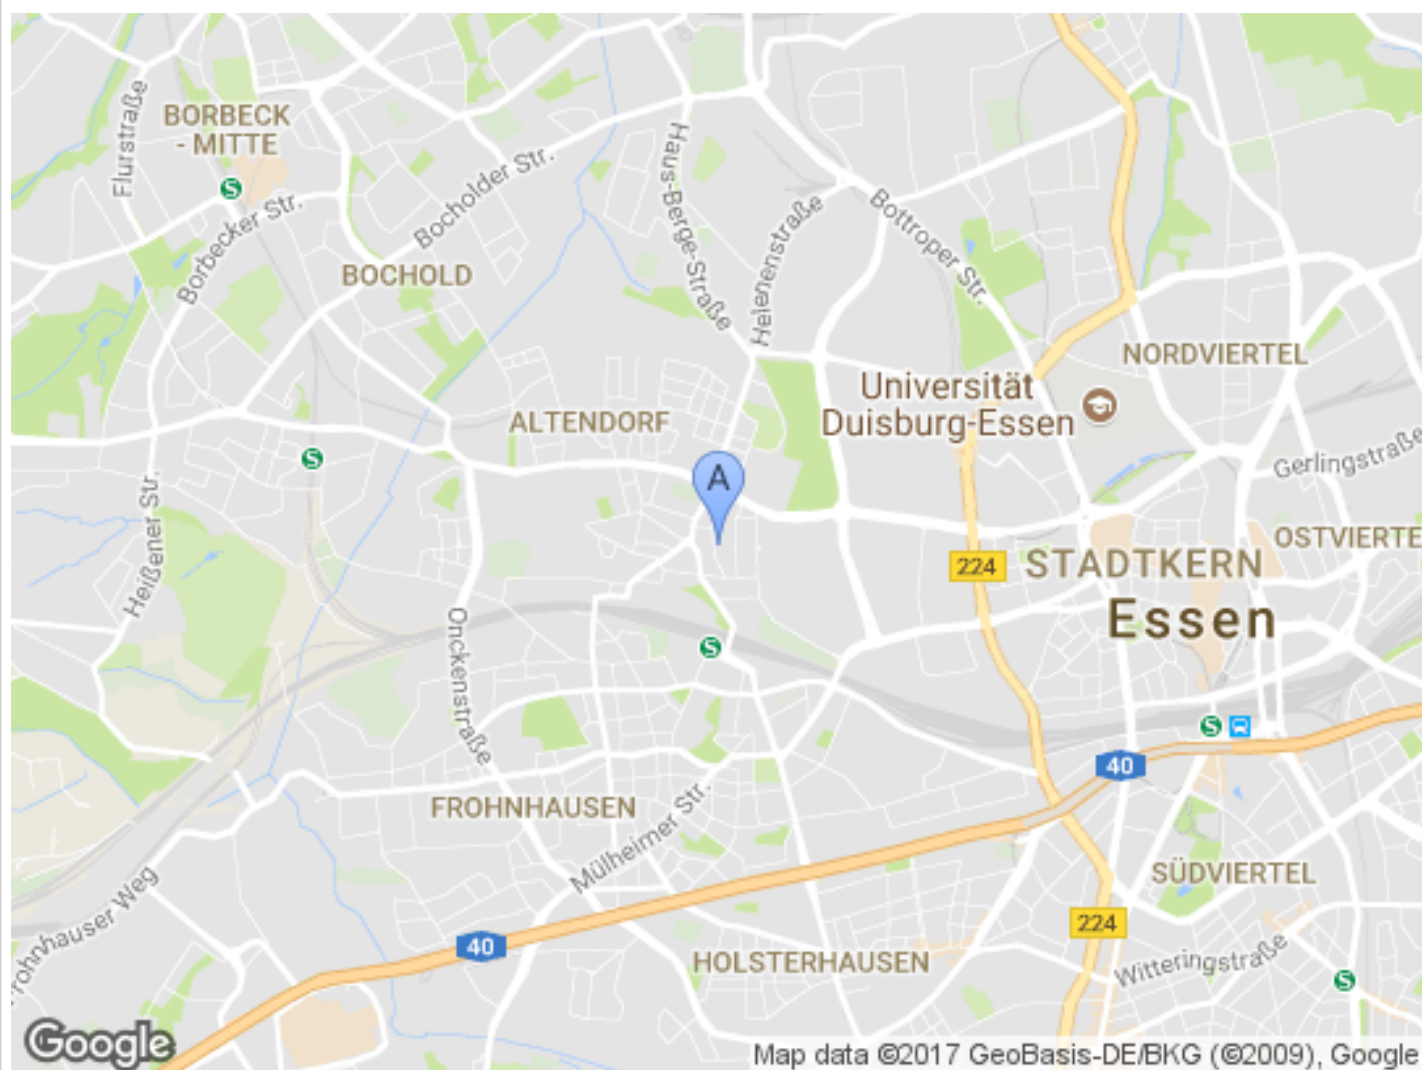 Flurstraße
BORBECK
- MITTE
S
Borbecker Str.
Bocholder Str.
BOCHOLD
Haus-Berge-Straße
Helenenstraße
Bottroper Str.
NORDVIERTEL
Universität
Duisburg-Essen
ALTENDORF
S
A
Gerlingstraße
Heißener Str.
OSTVIERTE
224
STADTKERN
Essen
Onckenstraße
S
S
40
FROHNHAUSEN
Mülheimer Str.
SÜDVIERTEL
Frohnhauser Weg
224
40
HOLSTERHAUSEN
Witteringstraße
S
Google
Map data ©2017 GeoBasis-DE/BKG (©2009), Google